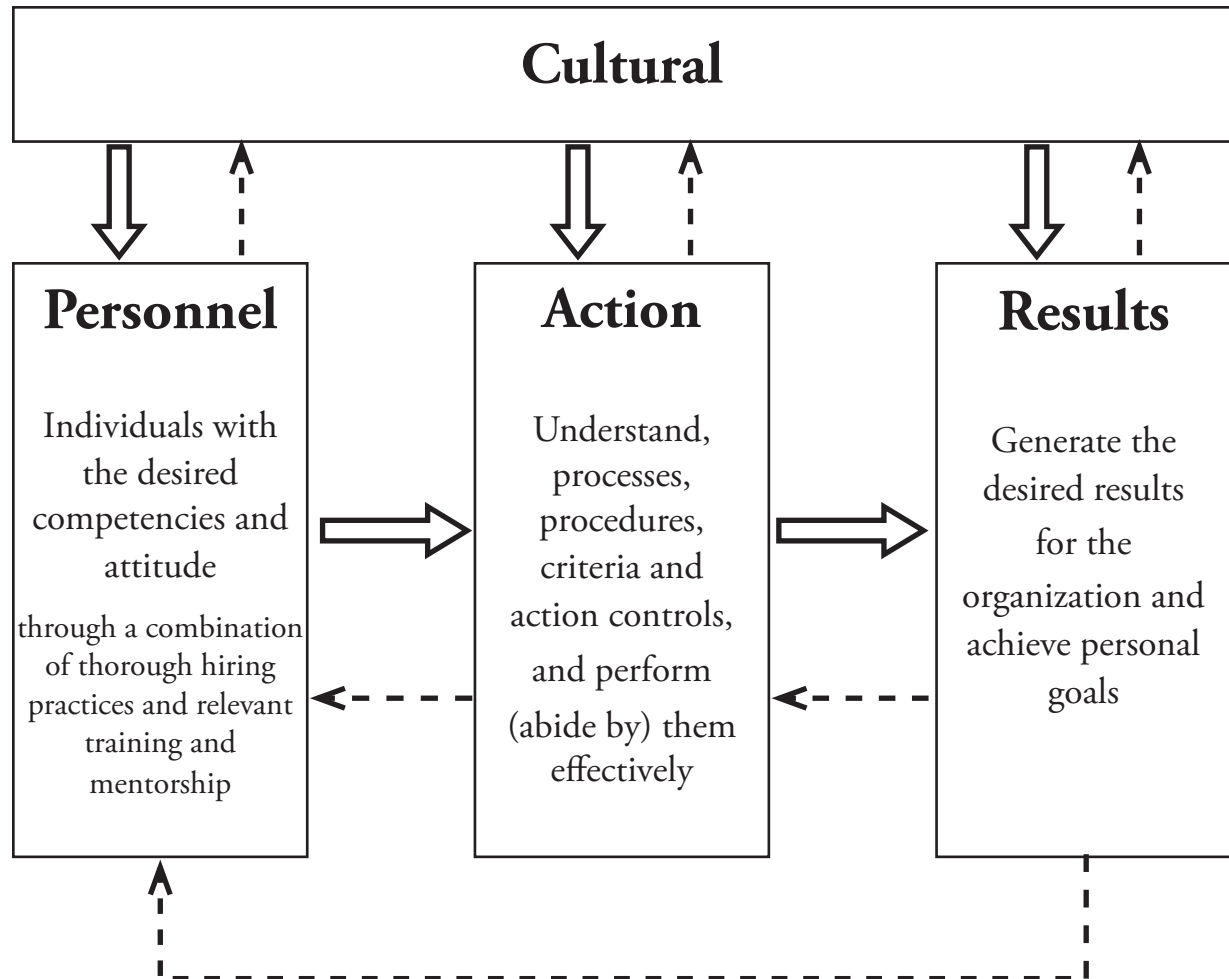 Cultural
Personnel
Individuals with
the desired
competencies and
attitude
through a combination
of thorough hiring
practices and relevant
training and
mentorship
Action
Understand,
processes,
procedures,
criteria and
action controls,
and perform
(abide by) them
effectively
Results
Generate the
desired results
for the
organization and
achieve personal
goals